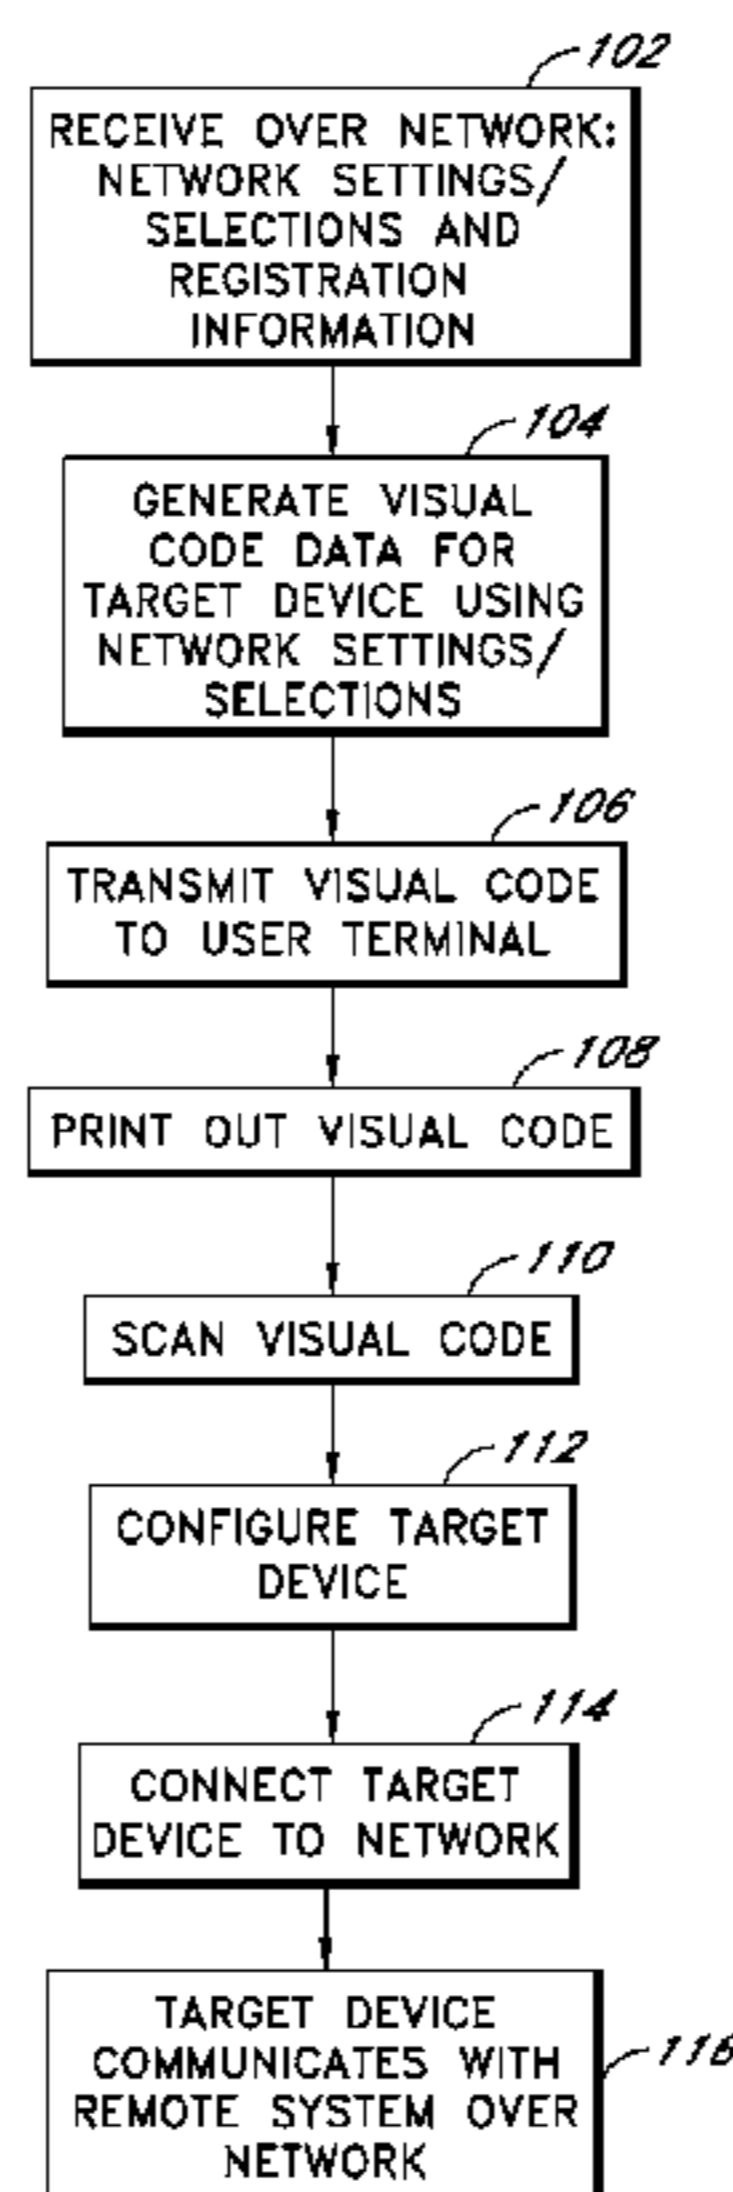 102
RECEIVE OVER NETWORK:
NETWORK SETTINGS/
SELECTIONS AND
REGISTRATION
INFORMATION
104
GENERATE VISUAL
CODE DATA FOR
TARGET DEVICE USING
NETWORK SETTINGS/
SELECTIONS
106
TRANSMIT VISUAL CODE
TO USER TERMINAL
108
PRINT OUT VISUAL CODE
110
SCAN VISUAL CODE
112
CONFIGURE TARGET
DEVICE
114
CONNECT TARGET
DEVICE TO NETWORK
116
TARGET DEVICE
COMMUNICATES WITH
REMOTE SYSTEM OVER
NETWORK